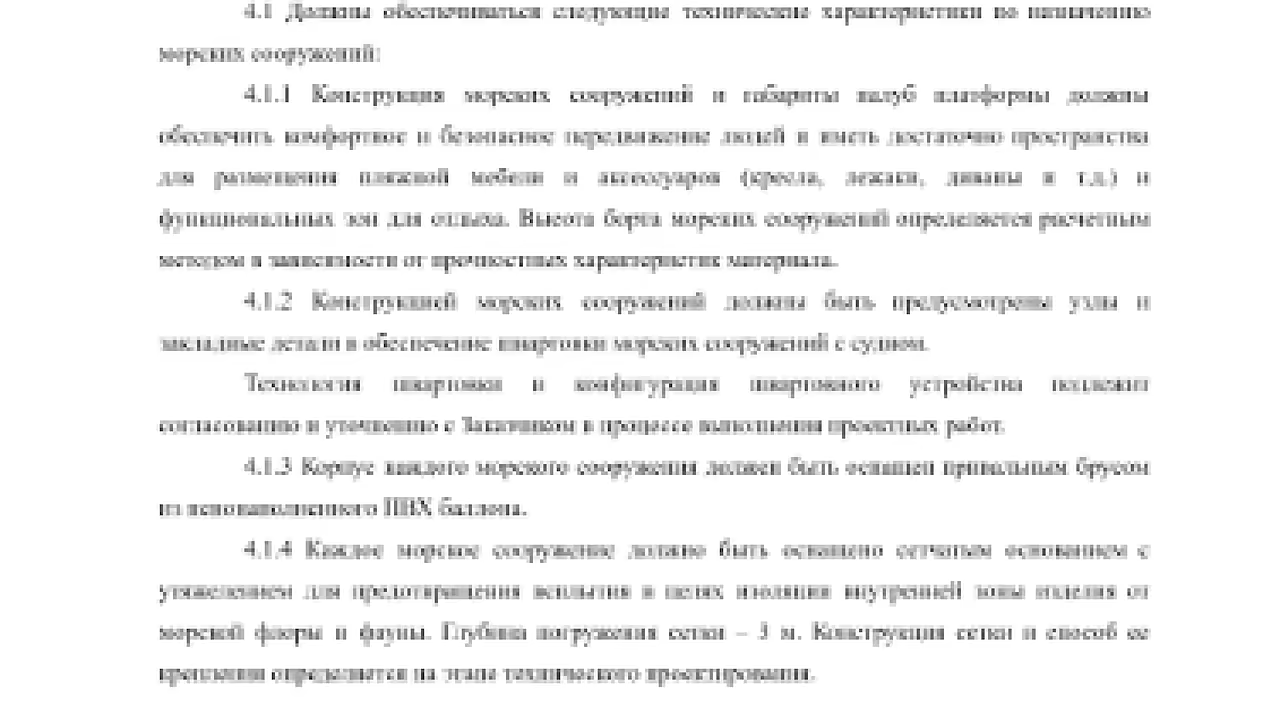 4.1 Должны обеспечиваться следующие технические характеристики по назначению
морских сооружений:
4.1.1 Конструкция морских сооружений и габариты палуб платформы должны
обеспечить комфортное и безопасное передвижение людей и иметь достаточно пространства
для размещения пляжной мебели и аксессуаров (кресла, лежаки, диваны и т.д.) и
функциональных зон для отдыха. Высота борта морских сооружений определяется расчетным
методом в зависимости от прочностных характеристик материала.
4.1.2 Конструкцией морских сооружений должны быть предусмотрены узлы и
закладные детали в обеспечение швартовки морских сооружений с судном.
Технология швартовки и конфигурация швартовного устройства подлежит
согласованию и уточнению с Заказчиком в процессе выполнения проектных работ.
4.1.3 Корпус каждого морского сооружения должен быть оснащен привальным брусом
из пенонаполненного ПВХ баллона.
4.1.4 Каждое морское сооружение должно быть оснащено сетчатым основанием с
утяжелением для предотвращения всплытия в целях изоляции внутренней зоны изделия от
морской флоры и фауны. Глубина погружения сетки – 3 м. Конструкция сетки и способ ее
крепления определяется на этапе технического проектирования.